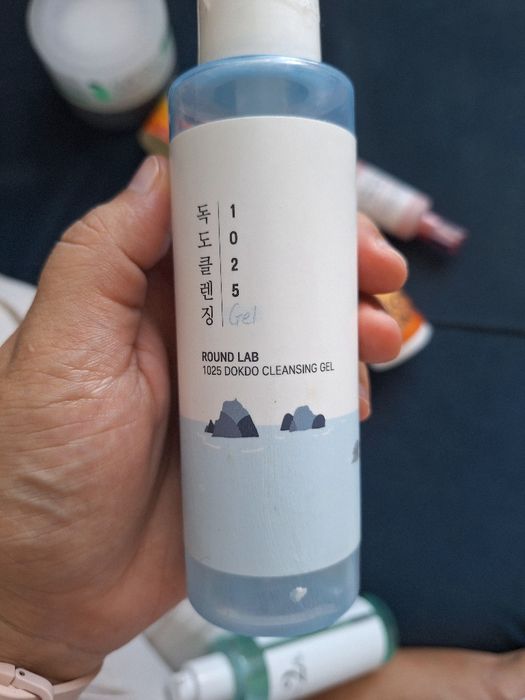 독도클렌징
1025
Gel
ROUND LAB
1025 DOKDO CLEANSING GEL